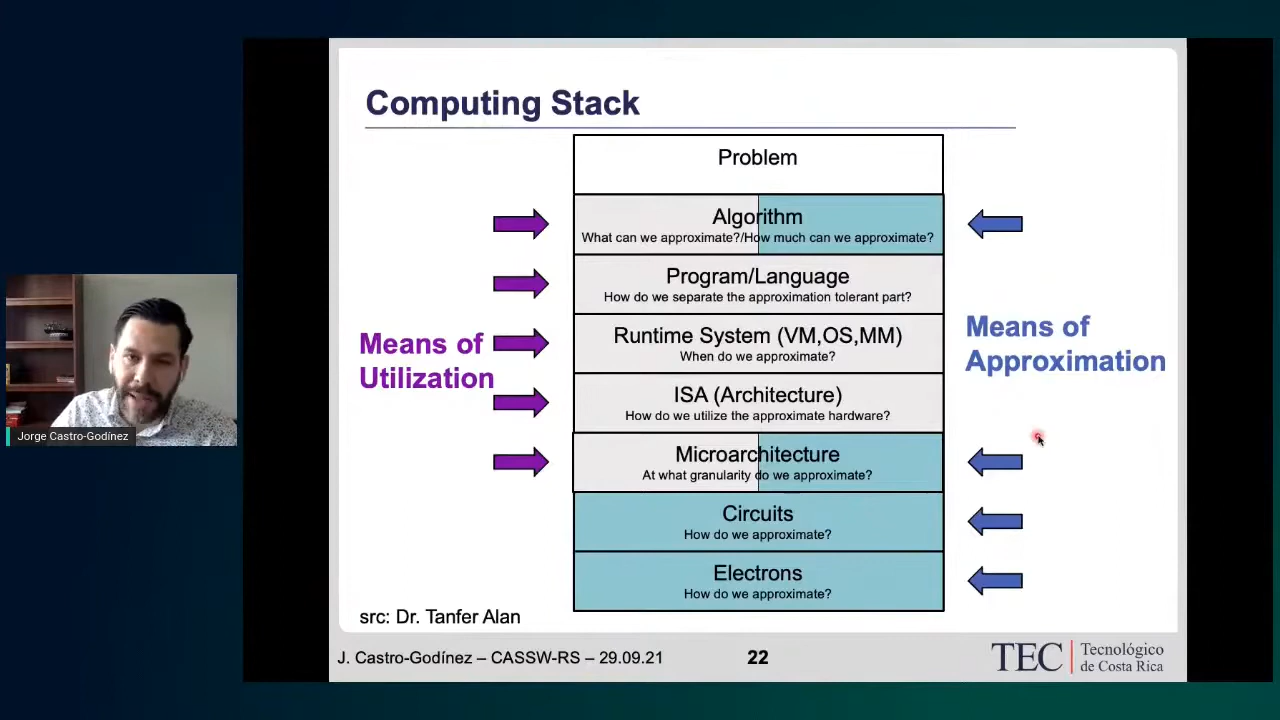 Computing Stack
Problem
Algorithm
What can we approximate?/How much can we approximate?
Program/Language
How do we separate the approximation tolerant part?
Runtime System (VM,OS,MM)
When do we approximate?
ISA (Architecture)
How do we utilize the approximate hardware?
Microarchitecture
At what granularity do we approximate?
Circuits
How do we approximate?
Electrons
How do we approximate?
Means of
Utilization
Means of
Approximation
Jorge Castro-Godínez
src: Dr. Tanfer Alan
J. Castro-Godínez – CASSW-RS – 29.09.21
22
TEC
Tecnológico
de Costa Rica